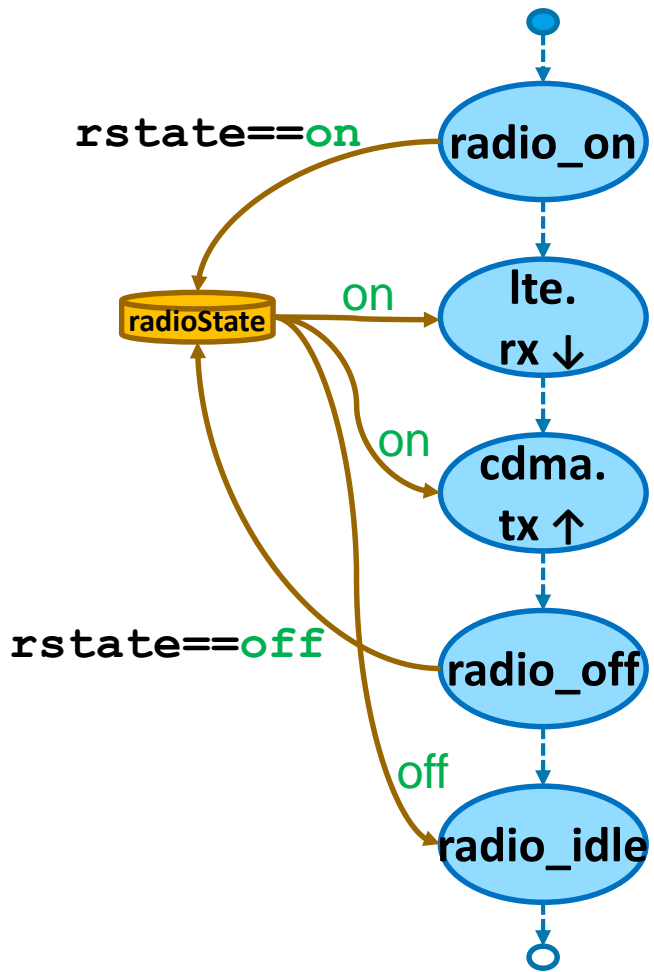 rstate==on
radio_on
lte.
rx ↓
on
radioState
on
cdma.
tx ↑
rstate==off
radio_off
off
radio_idle